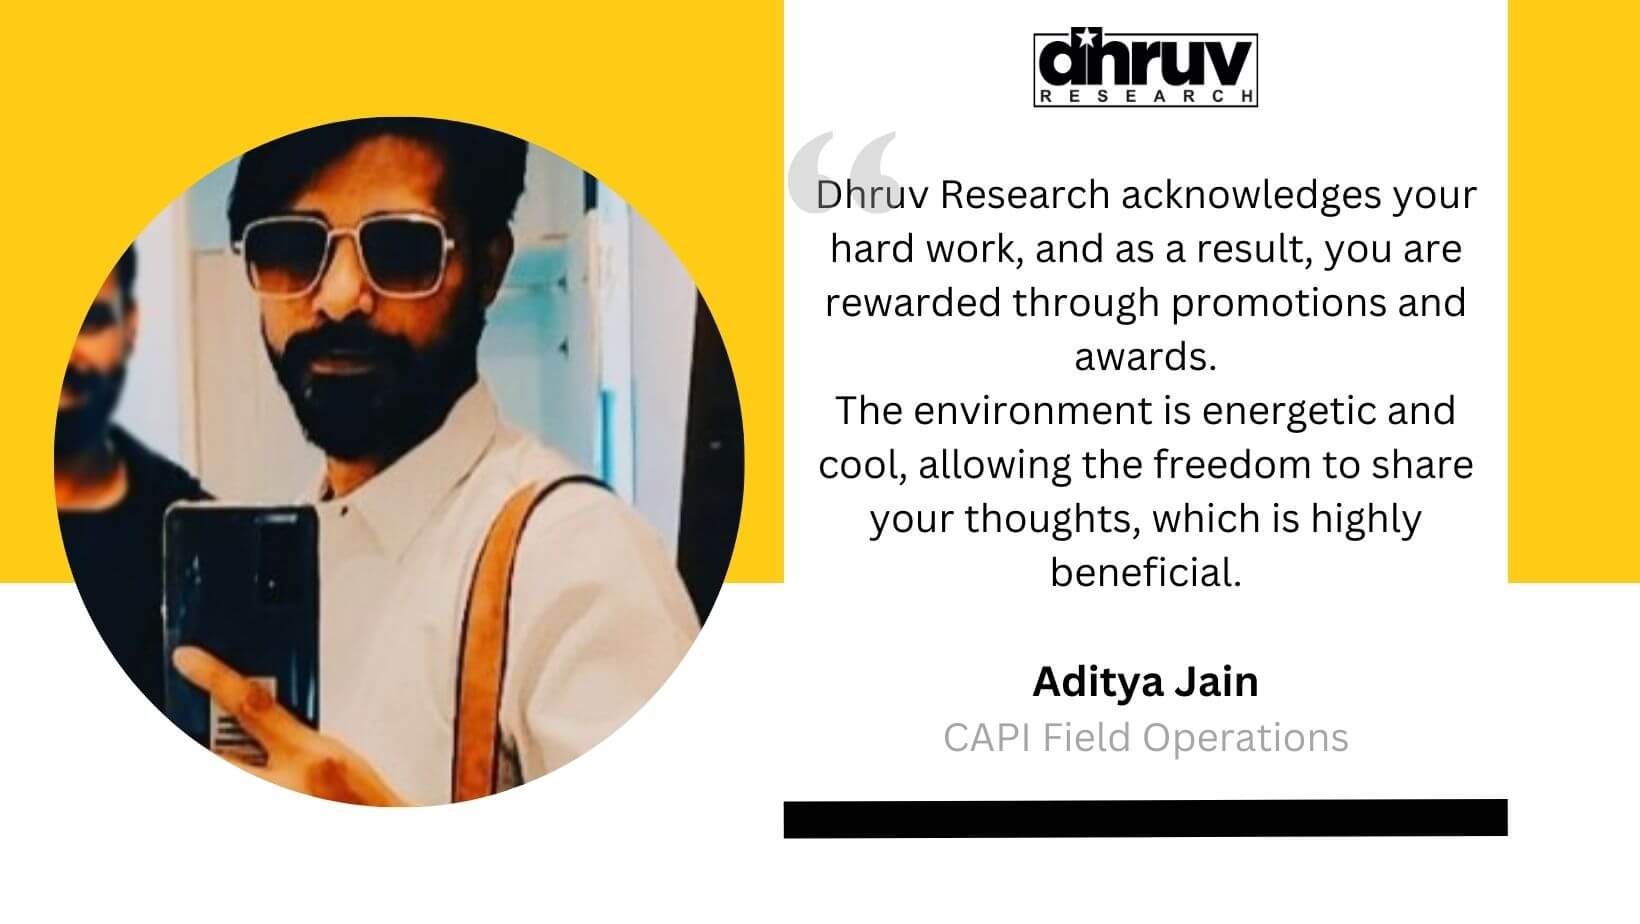 dhruv
RESEARCH
“
Dhruv Research acknowledges your
hard work, and as a result, you are
rewarded through promotions and
awards.
The environment is energetic and
cool, allowing the freedom to share
your thoughts, which is highly
beneficial.
Aditya Jain
CAPI Field Operations